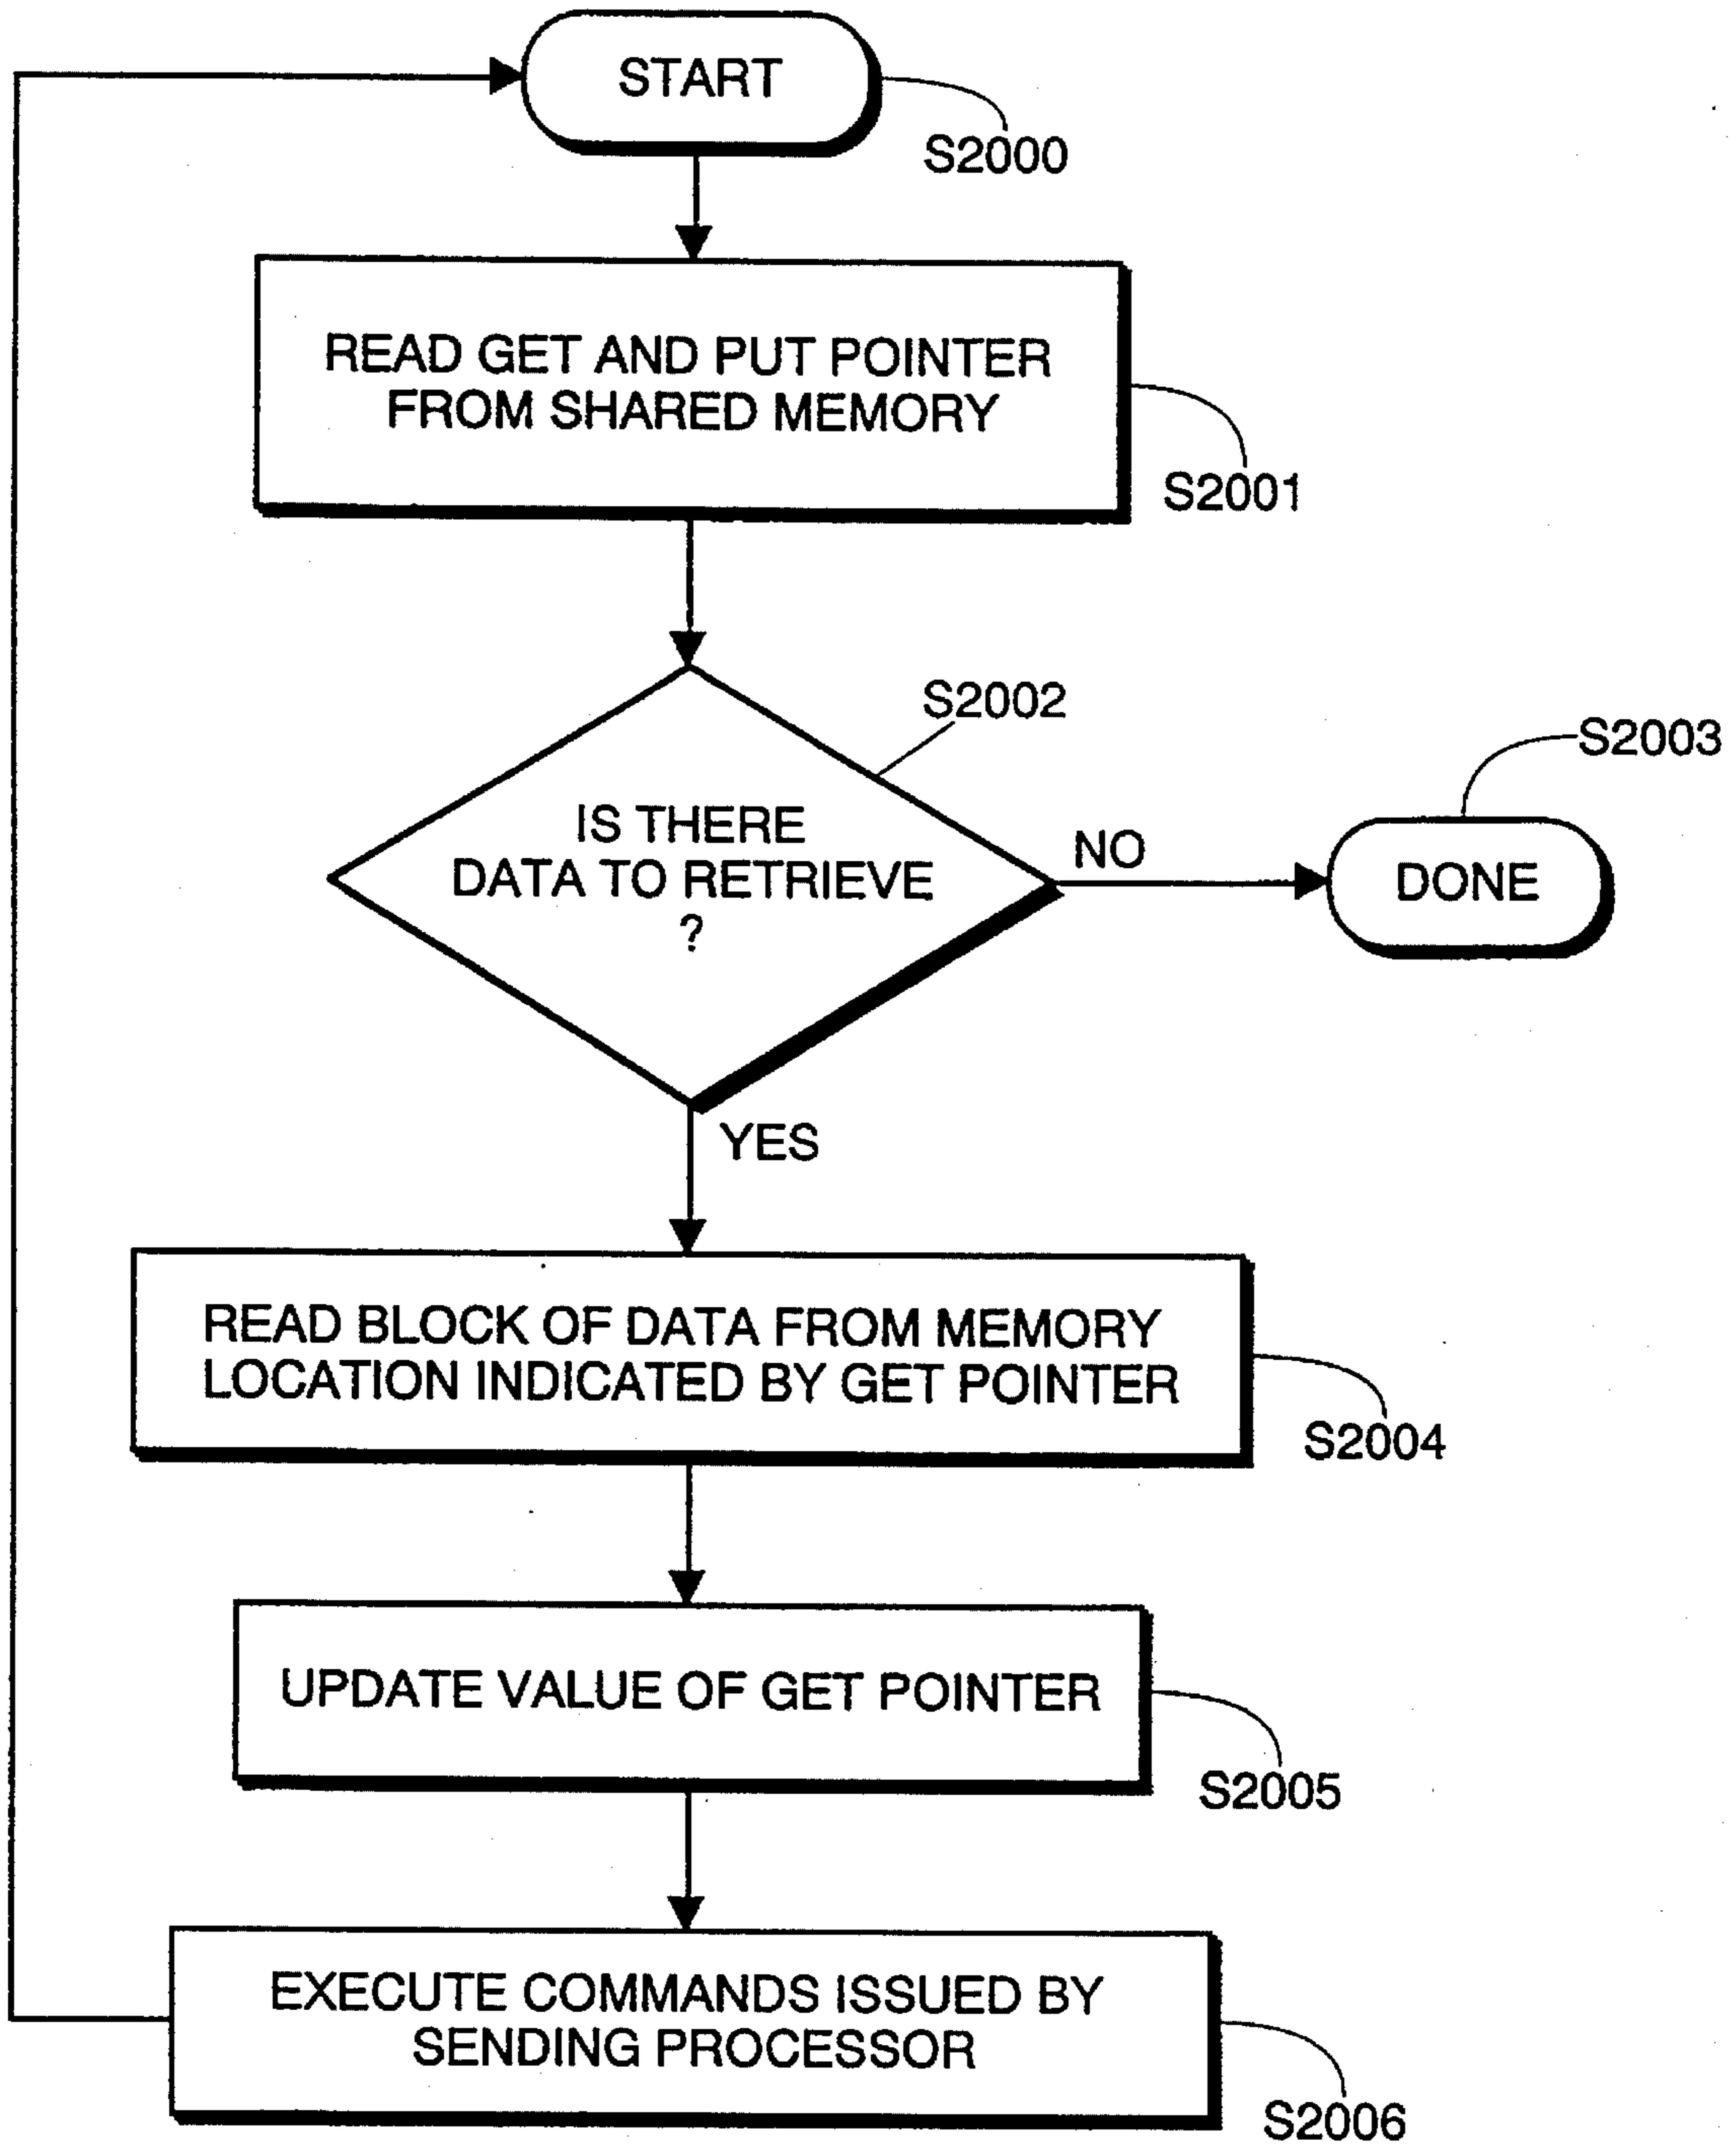 START
S2000
READ GET AND PUT POINTER
FROM SHARED MEMORY
S2001
S2002
S2003
IS THERE
DATA TO RETRIEVE
?
NO
DONE
YES
READ BLOCK OF DATA FROM MEMORY
LOCATION INDICATED BY GET POINTER
S2004
UPDATE VALUE OF GET POINTER
S2005
EXECUTE COMMANDS ISSUED BY
SENDING PROCESSOR
S2006